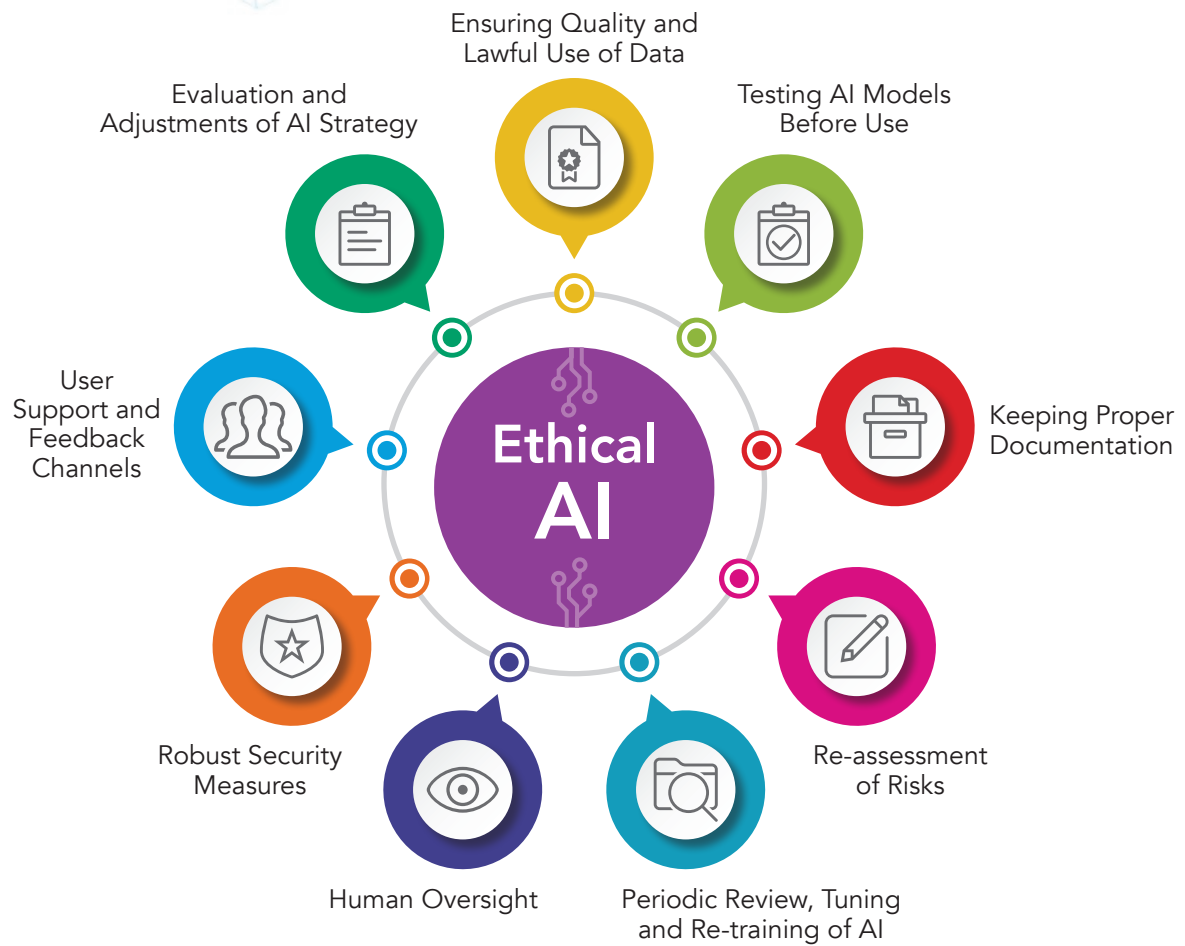 Ensuring Quality and
Lawful Use of Data
Testing AI Models
Before Use
Keeping Proper
Documentation
Re-assessment
of Risks
Periodic Review, Tuning
and Re-training of AI
Human Oversight
Robust Security
Measures
User
Support and
Feedback
Channels
Evaluation and
Adjustments of AI Strategy
Ethical
AI